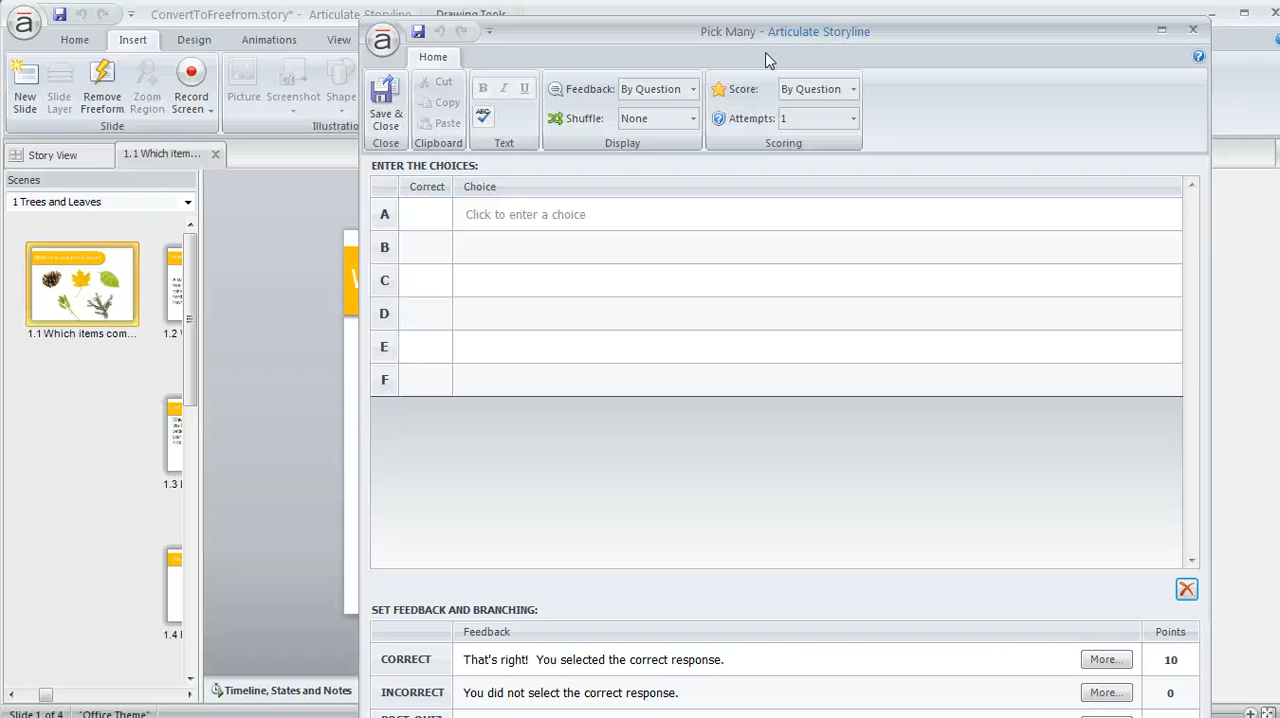 ConvertToFreefrom.story* - Articulate Storyline
Drawing Tools
Home
Insert
Design
Animations
View
New Slide
Slide Layer
Remove Freeform
Zoom Region
Record Screen
Slide
Picture
Screenshot
Shape
Illustratio
Story View
1.1 Which item...
Scenes
1 Trees and Leaves
1.1 Which items com...
1.2
1.3
1.4
Timeline, States and Notes
Slide 1 of 4
"Office Theme"
Pick Many - Articulate Storyline
Home
Save & Close
Close
Cut
Copy
Paste
Clipboard
B I U
ABC
Text
Feedback: By Question
Shuffle: None
Display
Score: By Question
Attempts: 1
Scoring
ENTER THE CHOICES:
Correct Choice
A Click to enter a choice
B
C
D
E
F
SET FEEDBACK AND BRANCHING:
Feedback Points
CORRECT That's right! You selected the correct response. More... 10
INCORRECT You did not select the correct response. More... 0